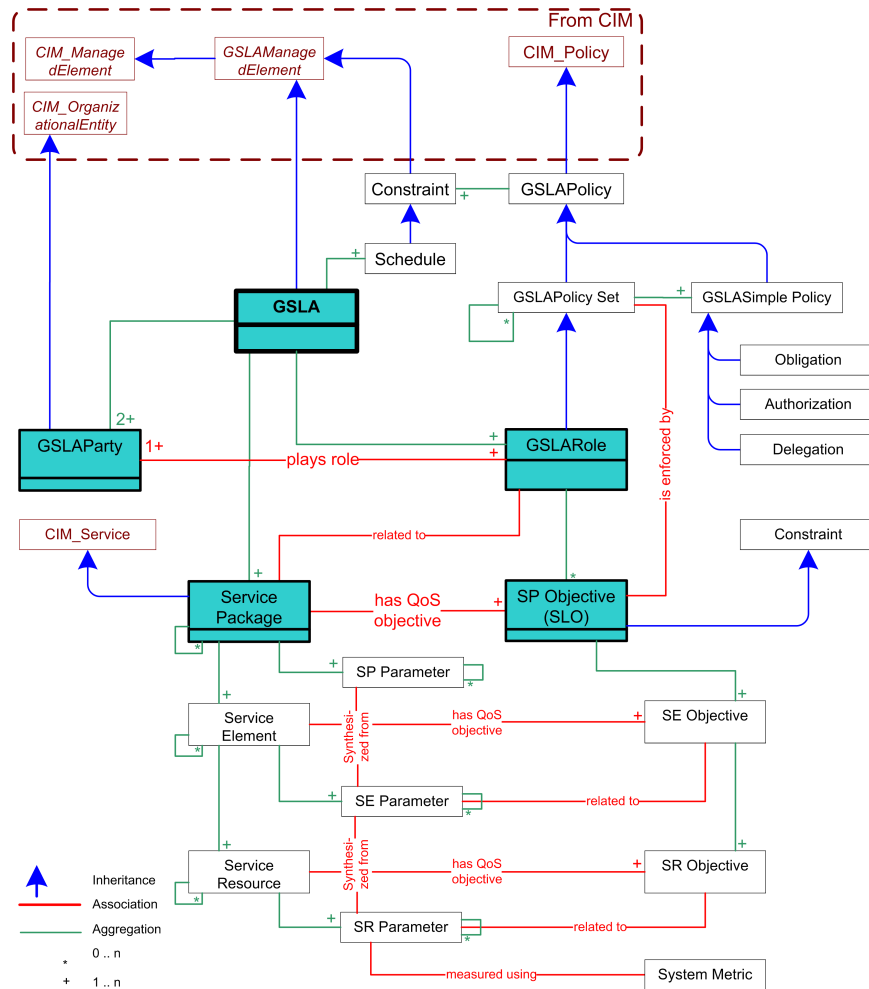 From CIM
CIM_Manage
dElement
GSLAManag
edElement
CIM_Policy
CIM_Organiz
ationalEntity
Constraint
+
GSLAPolicy
+
Schedule
GSLA
GSLAPolicy Set
+
GSLASimple Policy
*
Obligation
Authorization
Delegation
2+
GSLAParty
1+
plays role
+
+
GSLARole
is enforced by
CIM_Service
related to
Constraint
+
*
Service
Package
has QoS
objective
+
SP Objective
(SLO)
*
+
SP Parameter
*
+
+
Service
Element
*
Synthesi-
zed from
has QoS
objective
+
SE Objective
+
SE Parameter
*
related to
+
+
Service
Resource
*
Synthesi-
zed from
has QoS
objective
+
SR Objective
+
SR Parameter
*
related to
measured using
System Metric
Inheritance
Association
Aggregation
* 0 .. n
+ 1 .. n